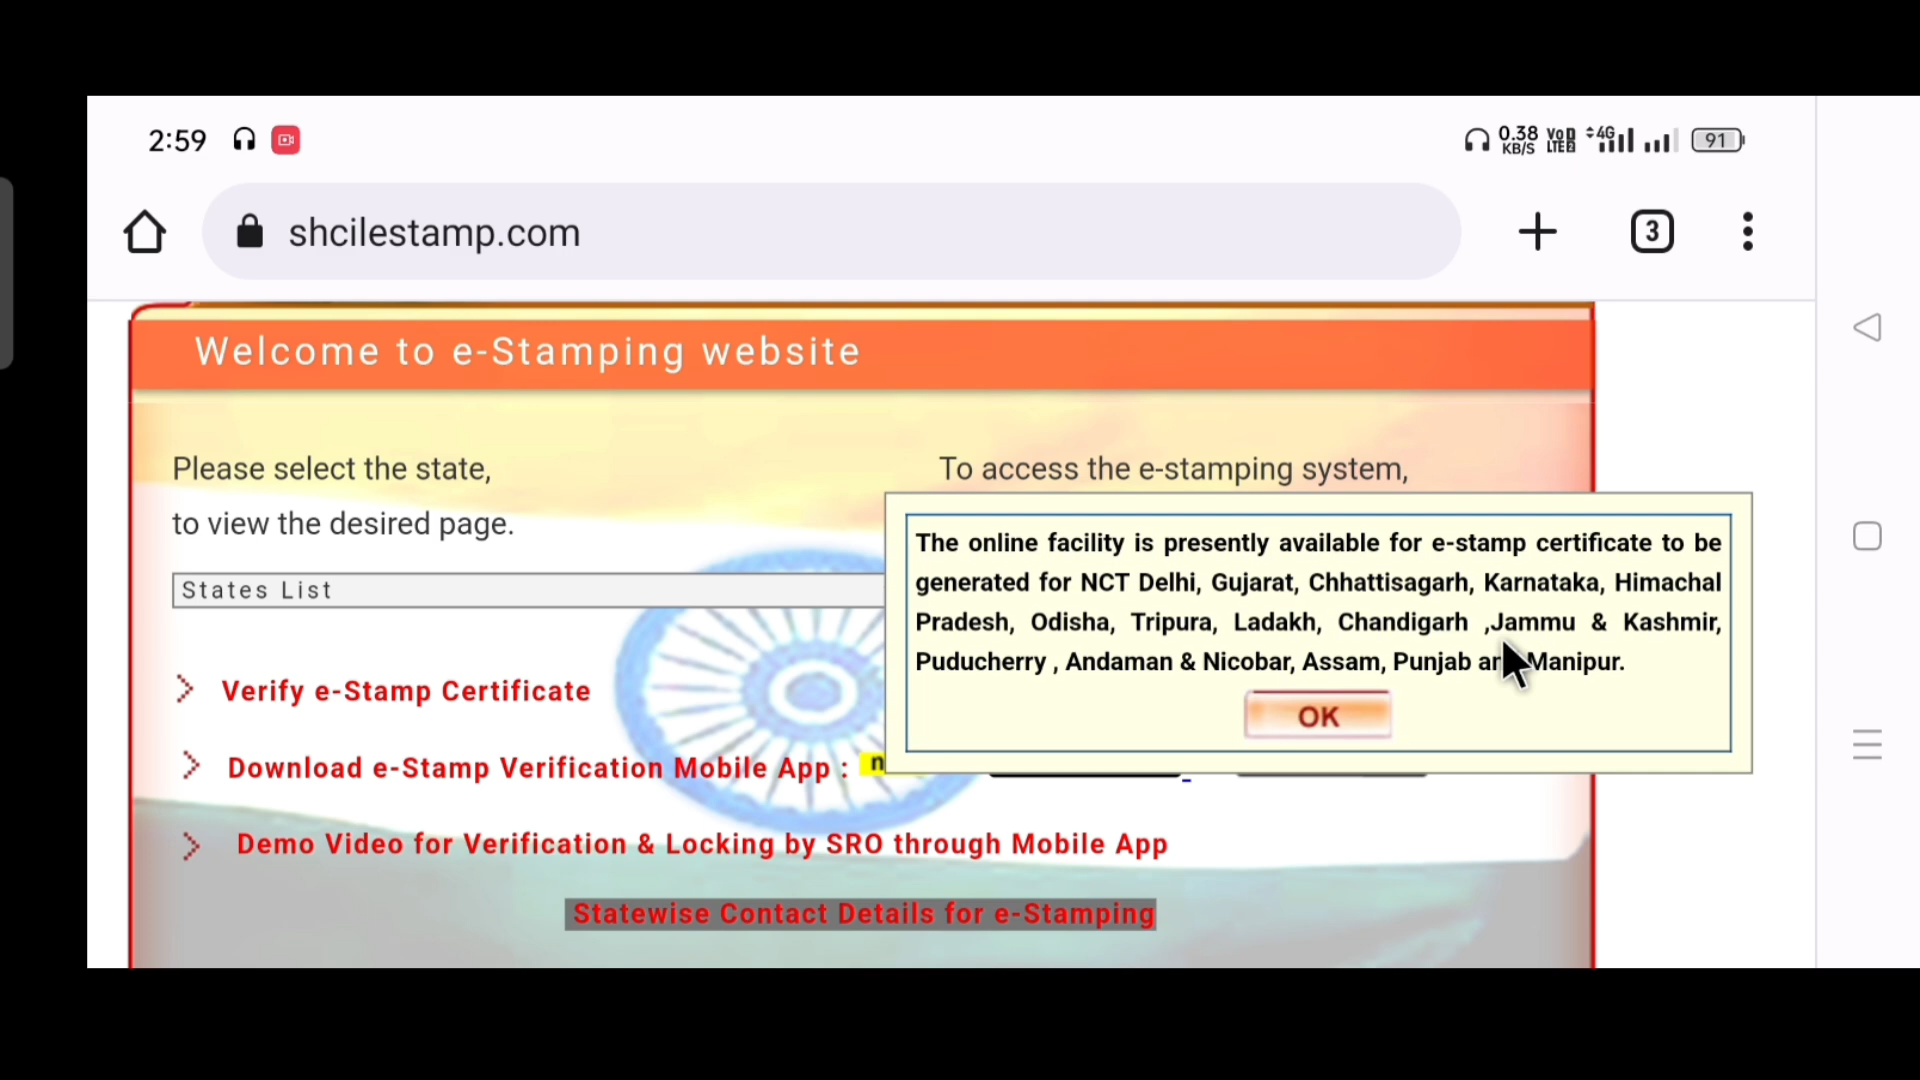 2:59
0.38 KB/S Vo LTE 2 4G 91
shcilestamp.com
3
Welcome to e-Stamping website
Please select the state,
to view the desired page.
To access the e-stamping system,
States List
The online facility is presently available for e-stamp certificate to be
generated for NCT Delhi, Gujarat, Chhattisagarh, Karnataka, Himachal
Pradesh, Odisha, Tripura, Ladakh, Chandigarh ,Jammu & Kashmir,
Puducherry , Andaman & Nicobar, Assam, Punjab Manipur.
OK
Verify e-Stamp Certificate
Download e-Stamp Verification Mobile App :
Demo Video for Verification & Locking by SRO through Mobile App
Statewise Contact Details for e-Stamping